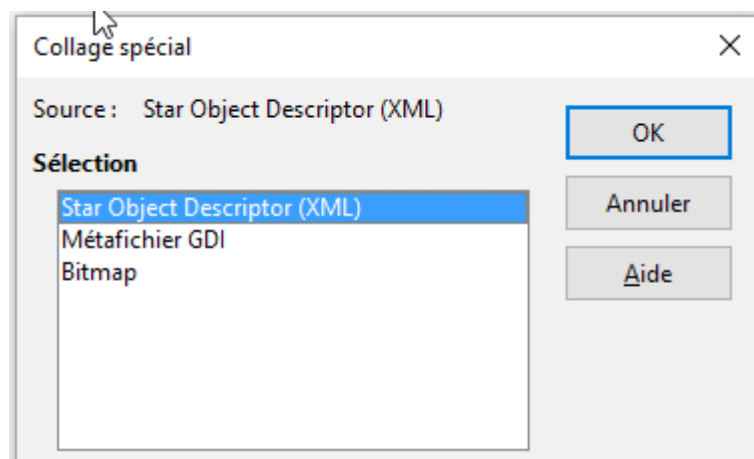 Collage spécial
Source : Star Object Descriptor (XML)
OK
Sélection
Star Object Descriptor (XML)
Métafichier GDI
Bitmap
Annuler
Aide